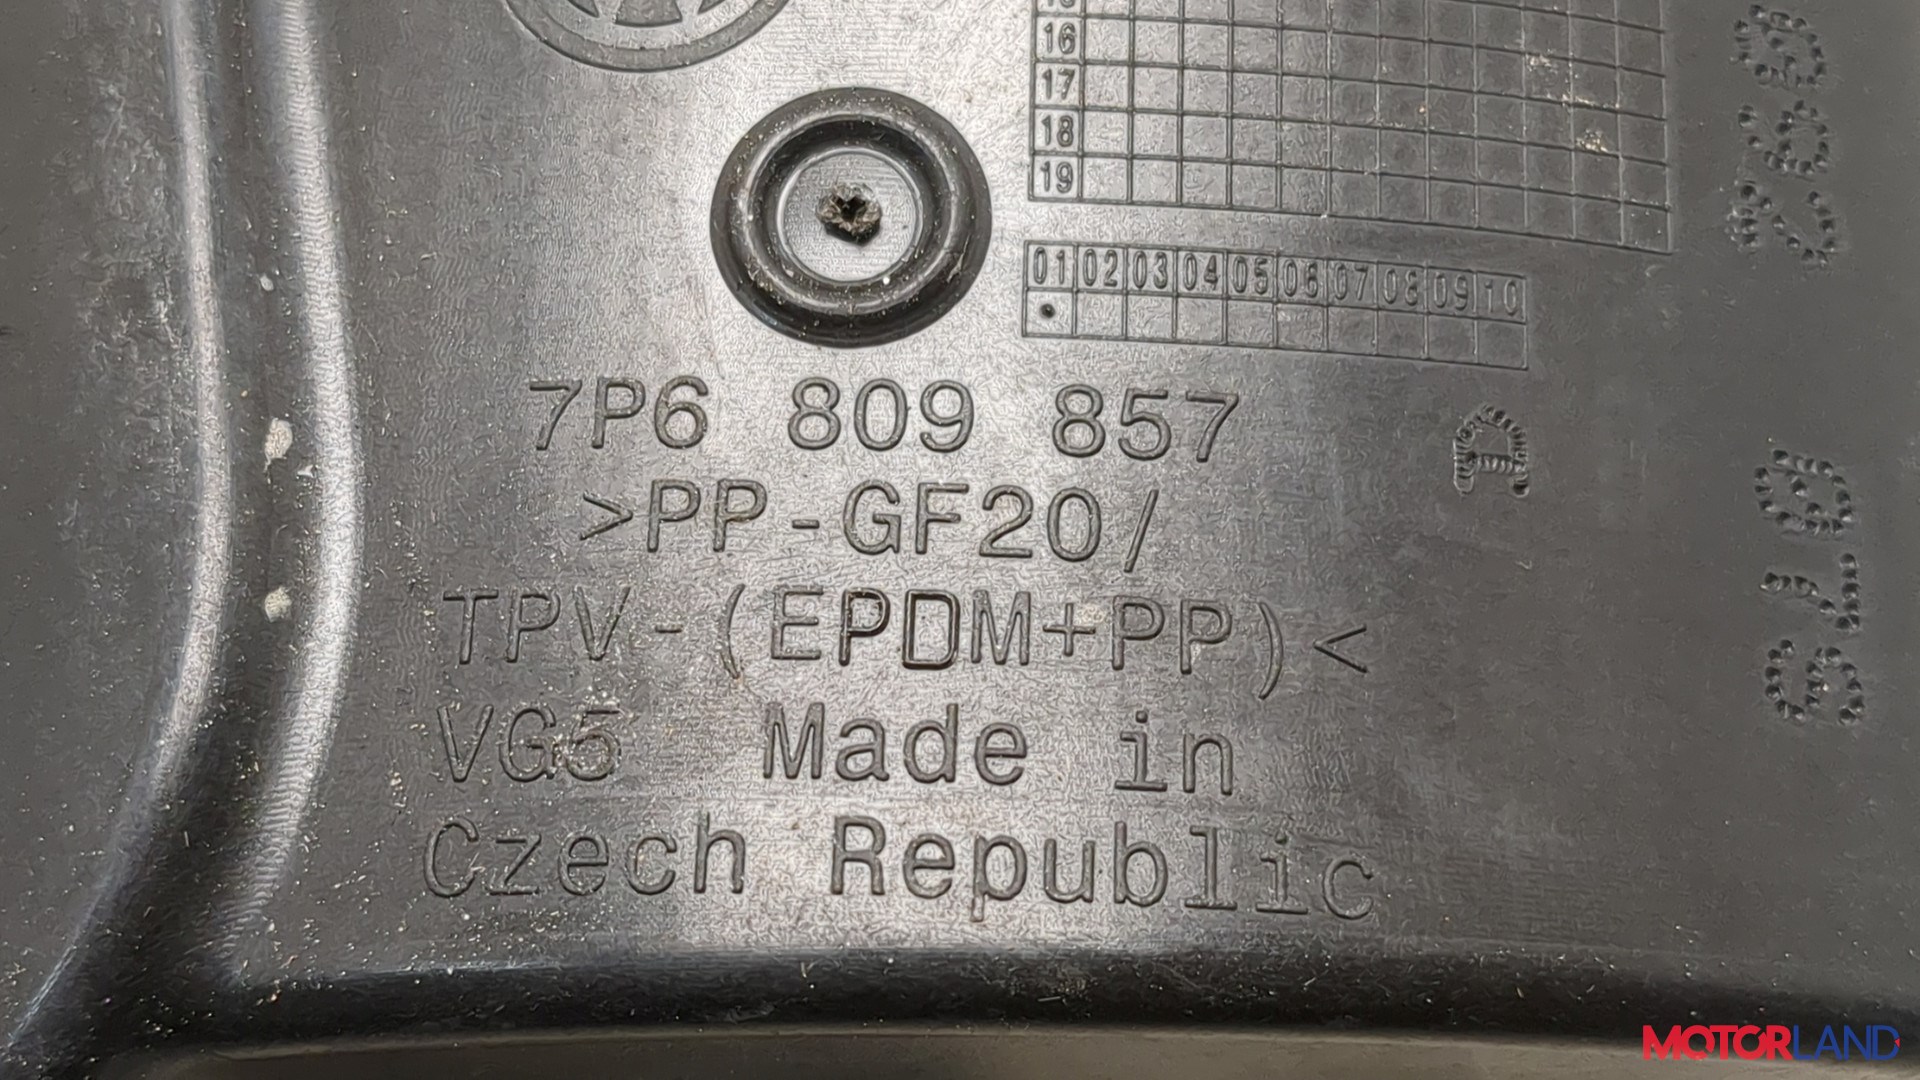 16
17
18
19
01 02 03 04 05 06 07 08 09 10
7P6 809 857
>PP-GF20/
TPV-(EPDM+PP)<
VG5 Made in
Czech Republic
MOTORLAND